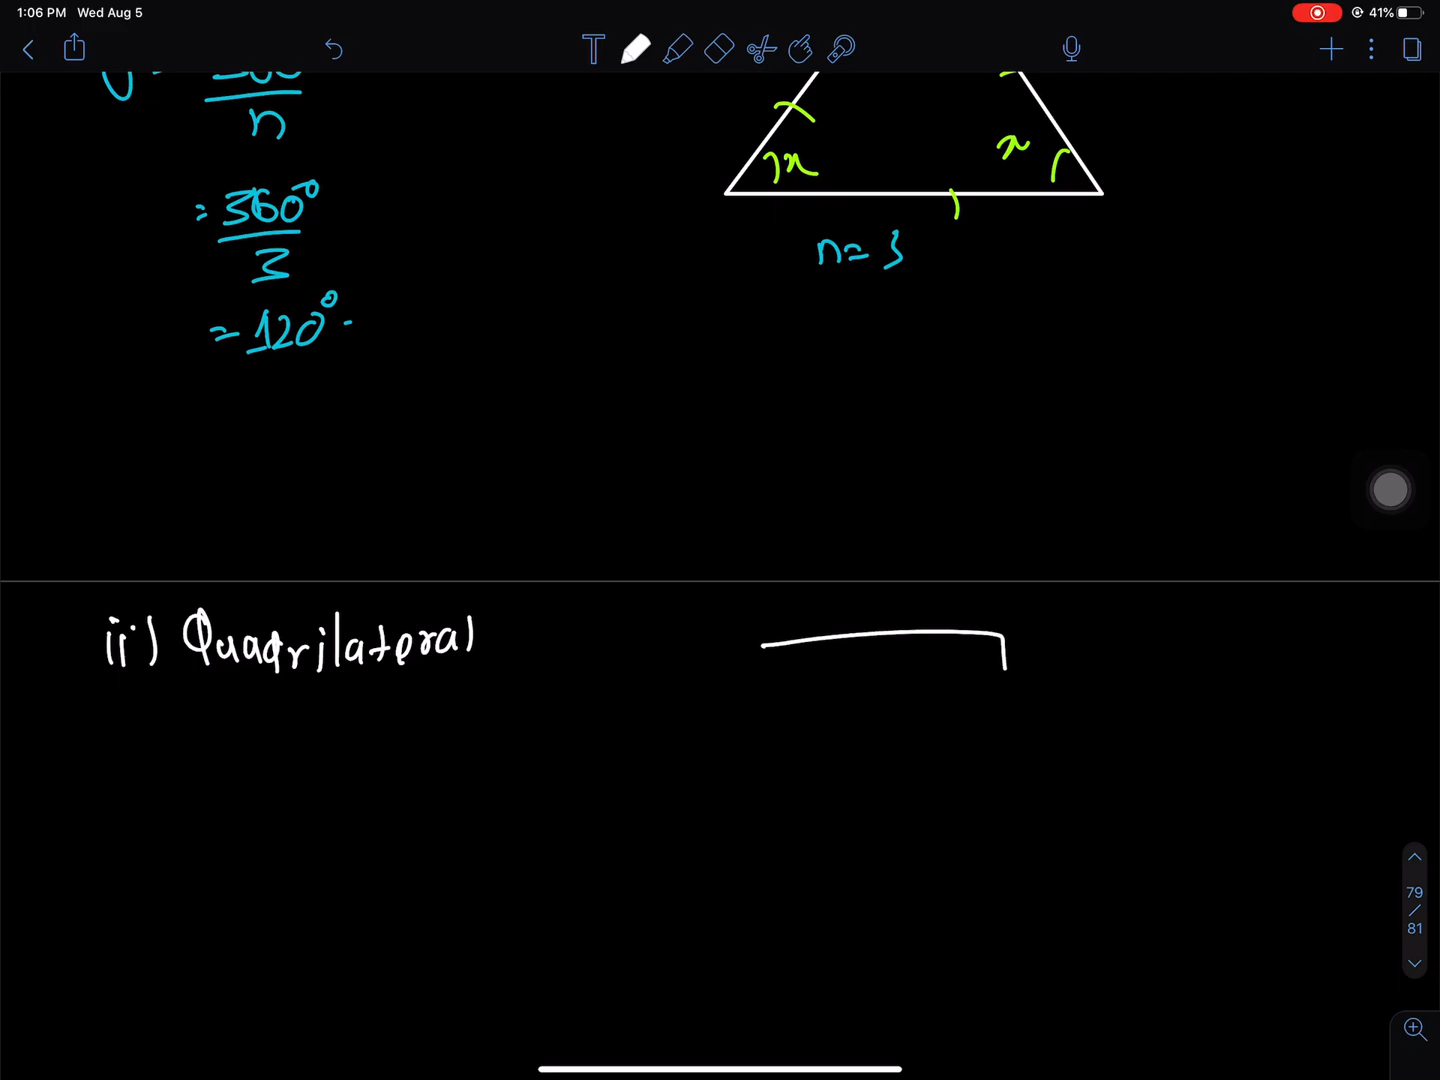 1:06 PM Wed Aug 5
41%
n
x
x
= 360°
3
n = 3
= 120°
ii) Quadrilateral
79
/
81